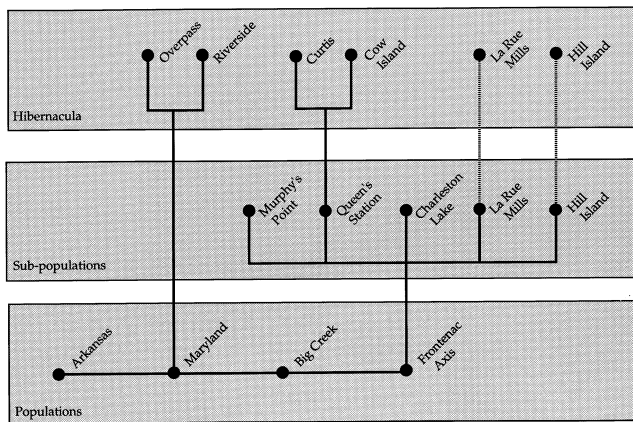 Overpass
Riverside
Curtis
Cow
Island
La Rue
Mills
Hill
Island
Hibernacula
Murphy's
Point
Queen's
Station
Charleston
Lake
La Rue
Mills
Hill
Island
Sub-populations
Arkansas
Maryland
Big Creek
Frontenac
Axis
Populations